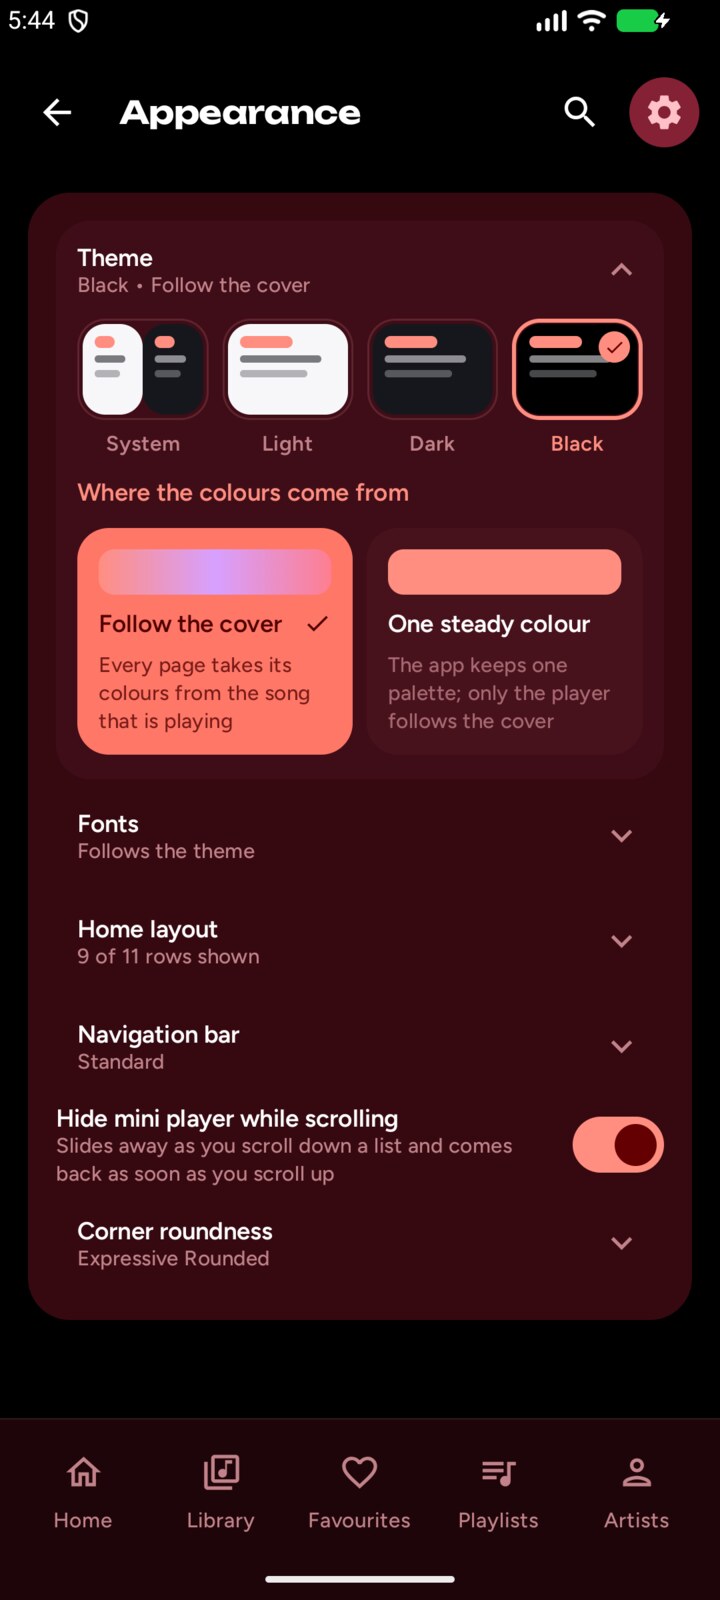 5:44
Appearance
Theme
Black • Follow the cover
System
Light
Dark
Black
Where the colours come from
Follow the cover
Every page takes its
colours from the song
that is playing
One steady colour
The app keeps one
palette; only the player
follows the cover
Fonts
Follows the theme
Home layout
9 of 11 rows shown
Navigation bar
Standard
Hide mini player while scrolling
Slides away as you scroll down a list and comes
back as soon as you scroll up
Corner roundness
Expressive Rounded
Home
Library
Favourites
Playlists
Artists